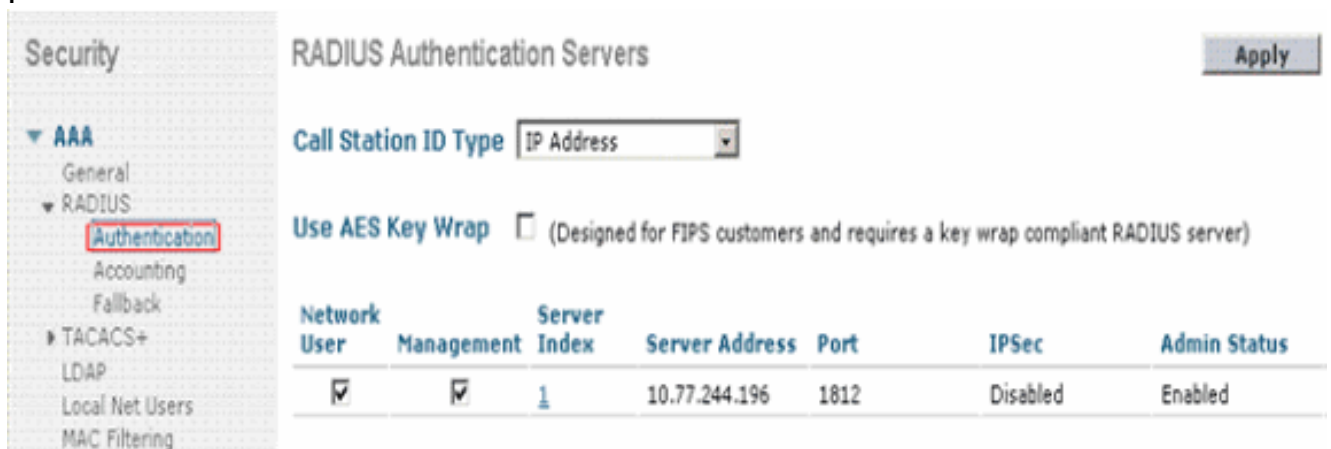 Security
AAA
General
RADIUS
Authentication
Accounting
Fallback
TACACS+
LDAP
Local Net Users
MAC Filtering
RADIUS Authentication Servers
Apply
Call Station ID Type IP Address
Use AES Key Wrap (Designed for FIPS customers and requires a key wrap compliant RADIUS server)
Network User Management Server Index Server Address Port IPSec Admin Status
1 10.77.244.196 1812 Disabled Enabled